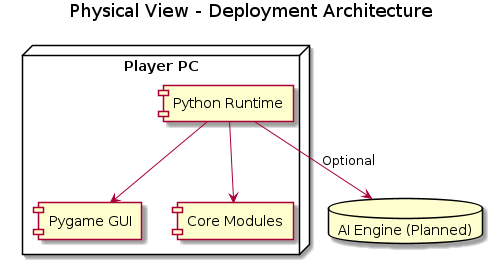 Physical View - Deployment Architecture
Player PC
Python Runtime
Optional
Pygame GUI
Core Modules
AI Engine (Planned)